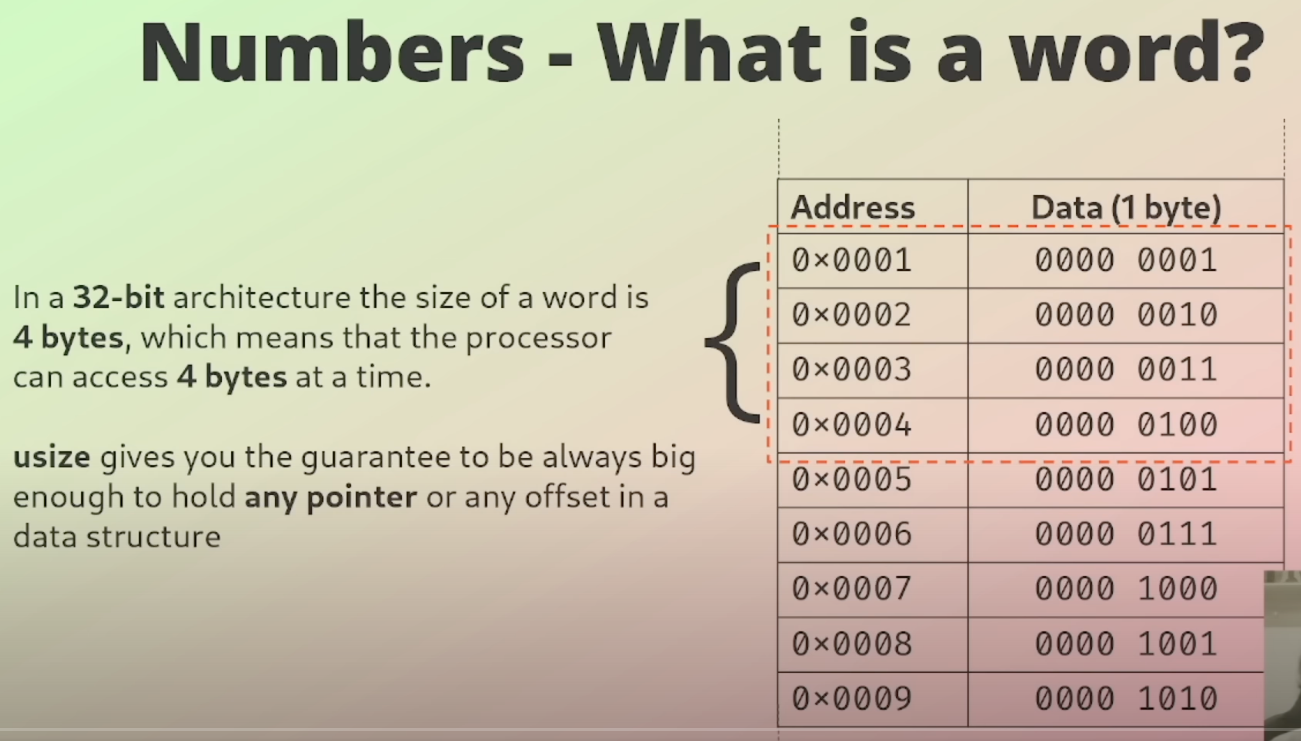 Numbers - What is a word?
In a 32-bit architecture the size of a word is
4 bytes, which means that the processor
can access 4 bytes at a time.
usize gives you the guarantee to be always big
enough to hold any pointer or any offset in a
data structure
{
Address Data (1 byte)
0×0001 0000 0001
0×0002 0000 0010
0×0003 0000 0011
0×0004 0000 0100
0×0005 0000 0101
0×0006 0000 0111
0×0007 0000 1000
0×0008 0000 1001
0×0009 0000 1010